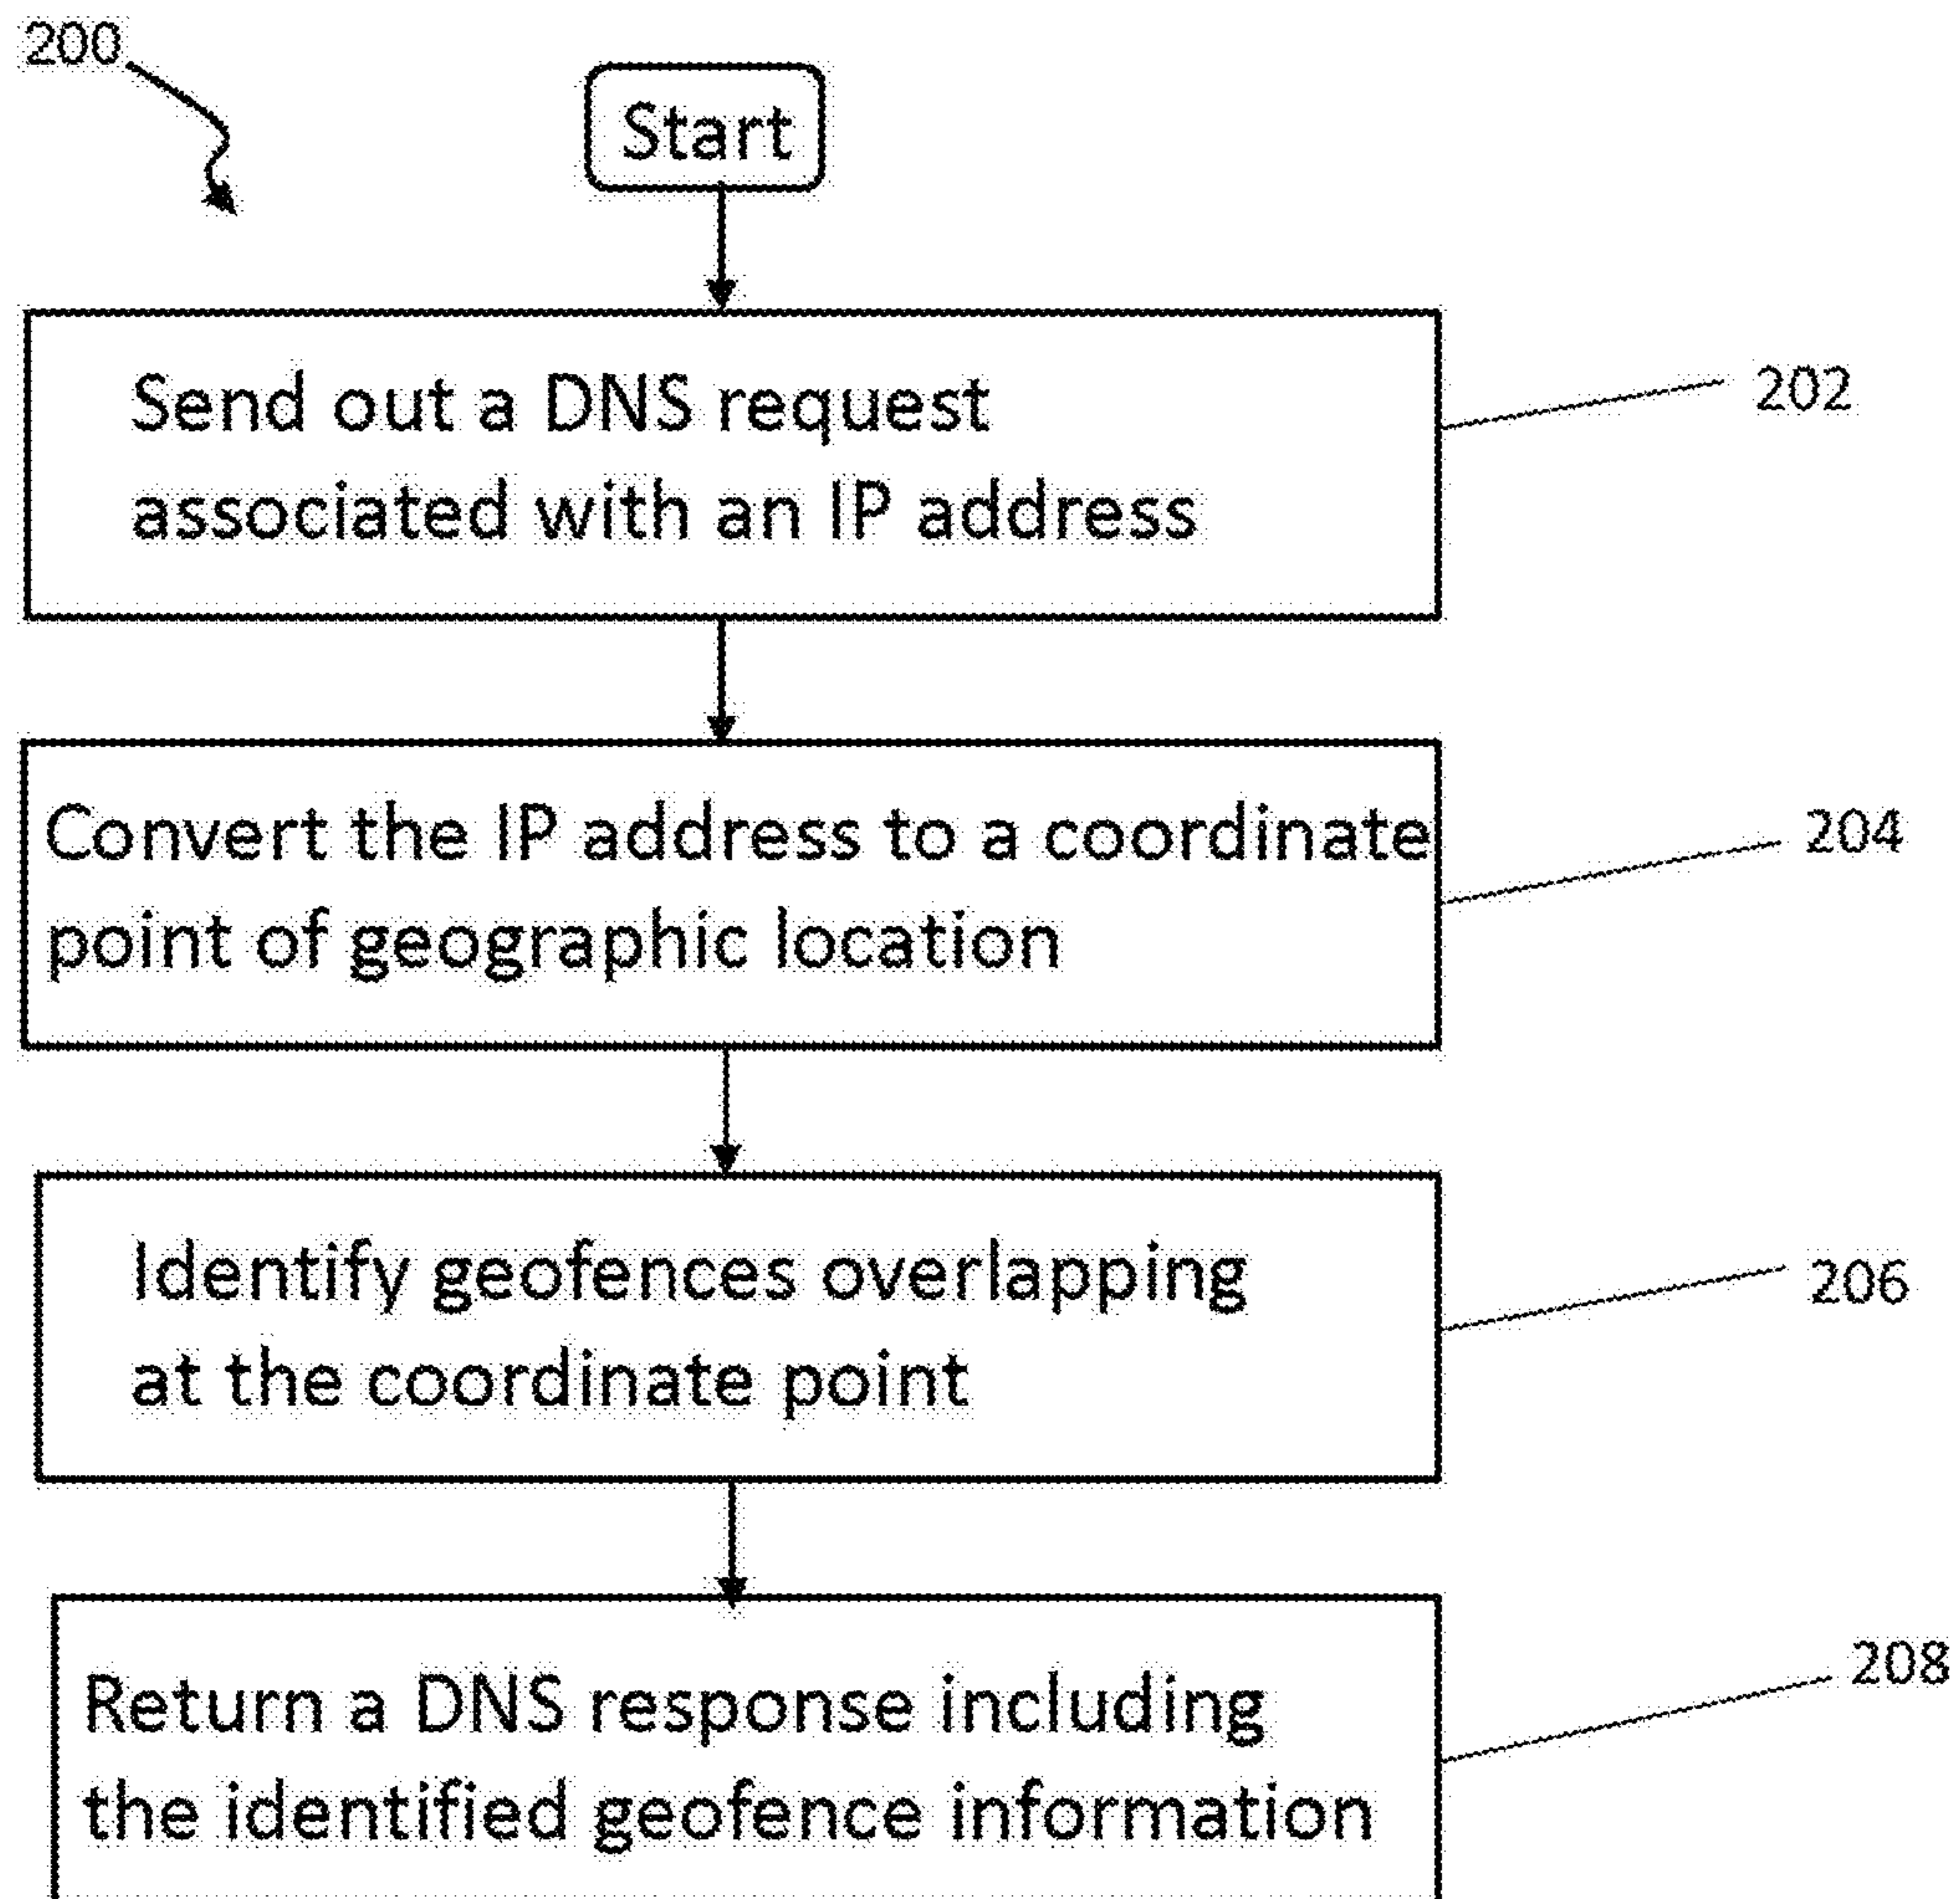 200
Start
Send out a DNS request
associated with an IP address
202
Convert the IP address to a coordinate
point of geographic location
204
Identify geofences overlapping
at the coordinate point
206
Return a DNS response including
the identified geofence information
208